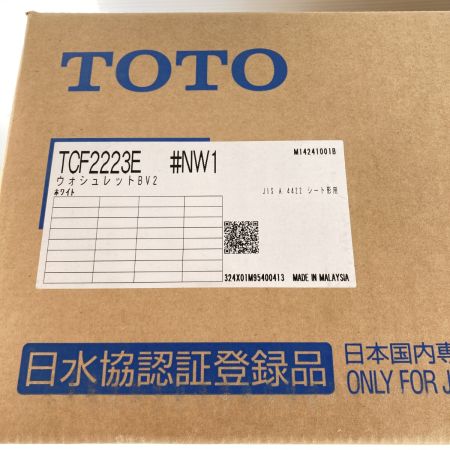 TOTO
TCF2223E #NW1
M14241001B
ウォシュレットBV2
ホワイト
JIS A 4422 シート形用
324X01M95400413 MADE IN MALAYSIA
日水協認証登録品
日本国内専
ONLY FOR J